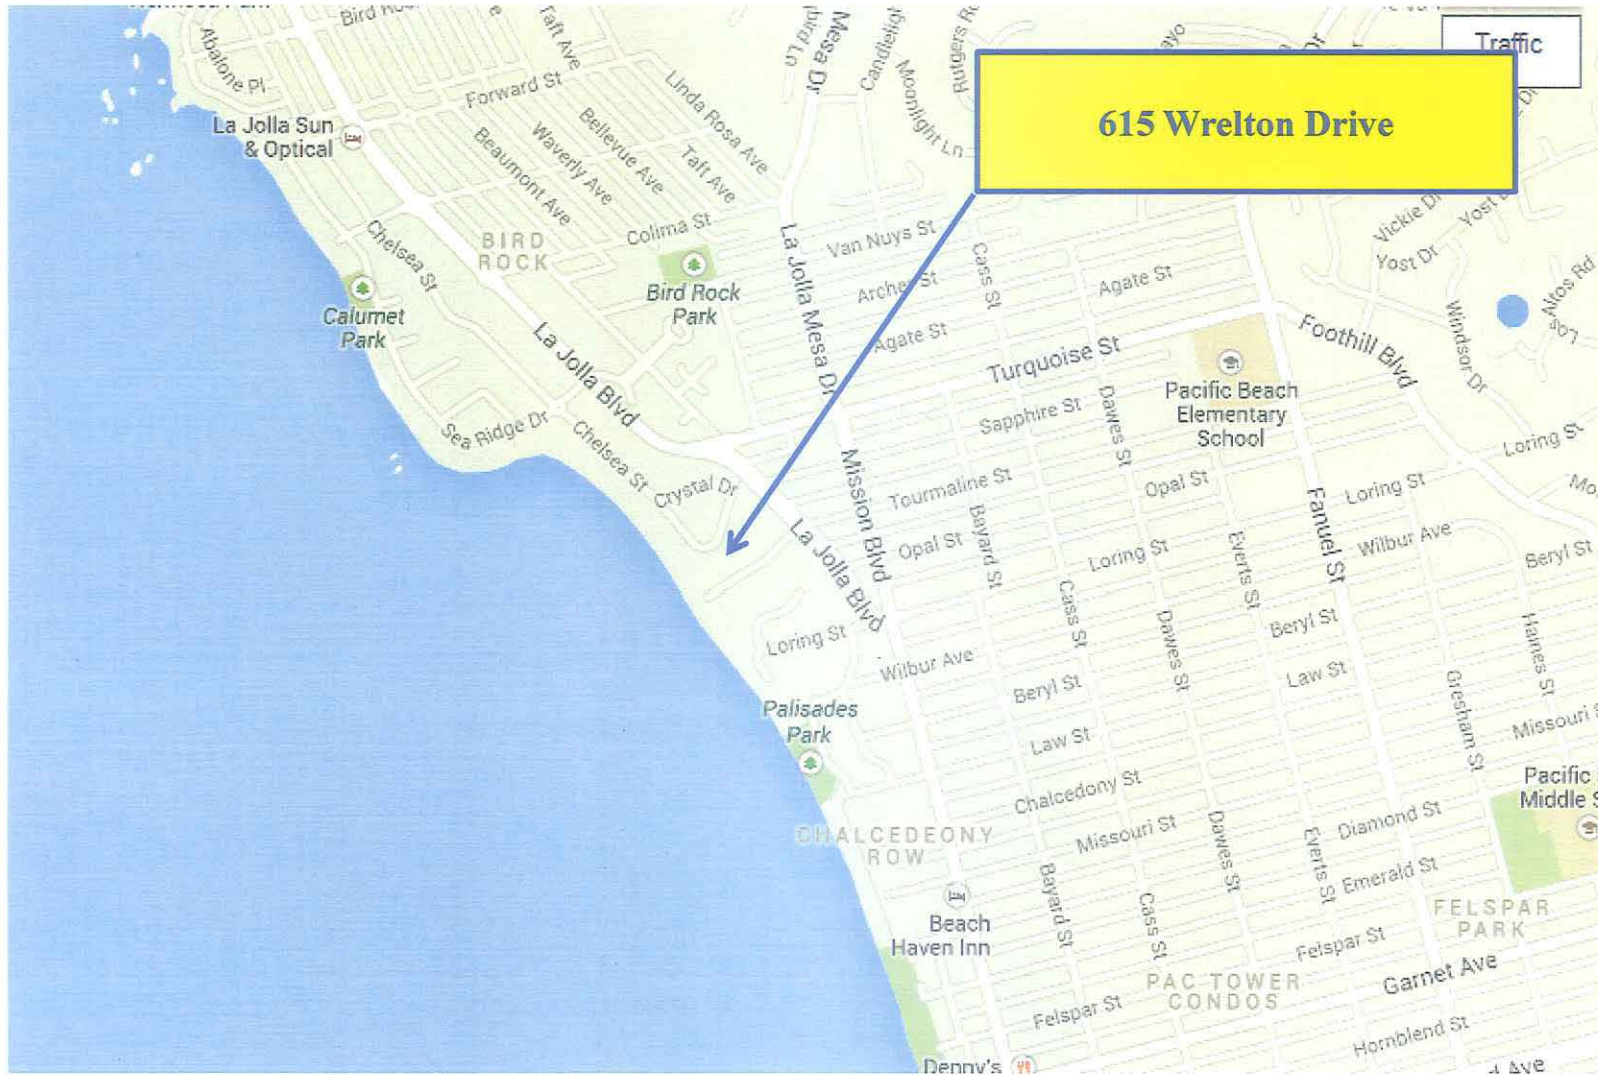 Bird Roc
Abalone Pl
Taft Ave
Forward St
Linda Rosa Ave
Mesa Dr
Candleligh
Moonlight Ln
Rutgers R
Traffic
615 Wrelton Drive
La Jolla Sun
& Optical
Bellevue Ave
Waverly Ave
Beaumont Ave
Taft Ave
Colima St
BIRD
ROCK
Chelsea St
Calumet
Park
Bird Rock
Park
La Jolla Mesa Dr
Van Nuys St
Archer St
Agate St
Cass St
Agate St
Vickie Dr
Yost Dr
Yost D
Windsor Dr
Los
Altos Rd
La Jolla Blvd
Turquoise St
Foothill Blvd
Pacific Beach
Elementary
School
Sapphire St
Dawes St
Sea Ridge Dr
Chelsea St
Crystal Dr
Mission Blvd
Tourmaline St
Opal St
Loring St
Loring St
Fanuel St
Bayard St
Opal St
La Jolla Blvd
Loring St
Everts St
Wilbur Ave
Beryl St
Cass St
Dawes St
Beryl St
Haines St
Loring St
Wilbur Ave
Beryl St
Law St
Gresham St
Missouri S
Palisades
Park
Law St
Chalcedony St
Pacific
Middle S
CHALCEDEONY
ROW
Missouri St
Dawes St
Diamond St
Everts St
Emerald St
Bayard St
Cass St
FELSPAR
PARK
Beach
Haven Inn
Felspar St
Garnet Ave
PAC TOWER
CONDOS
Felspar St
Hornblend St
Denny's
d Ave